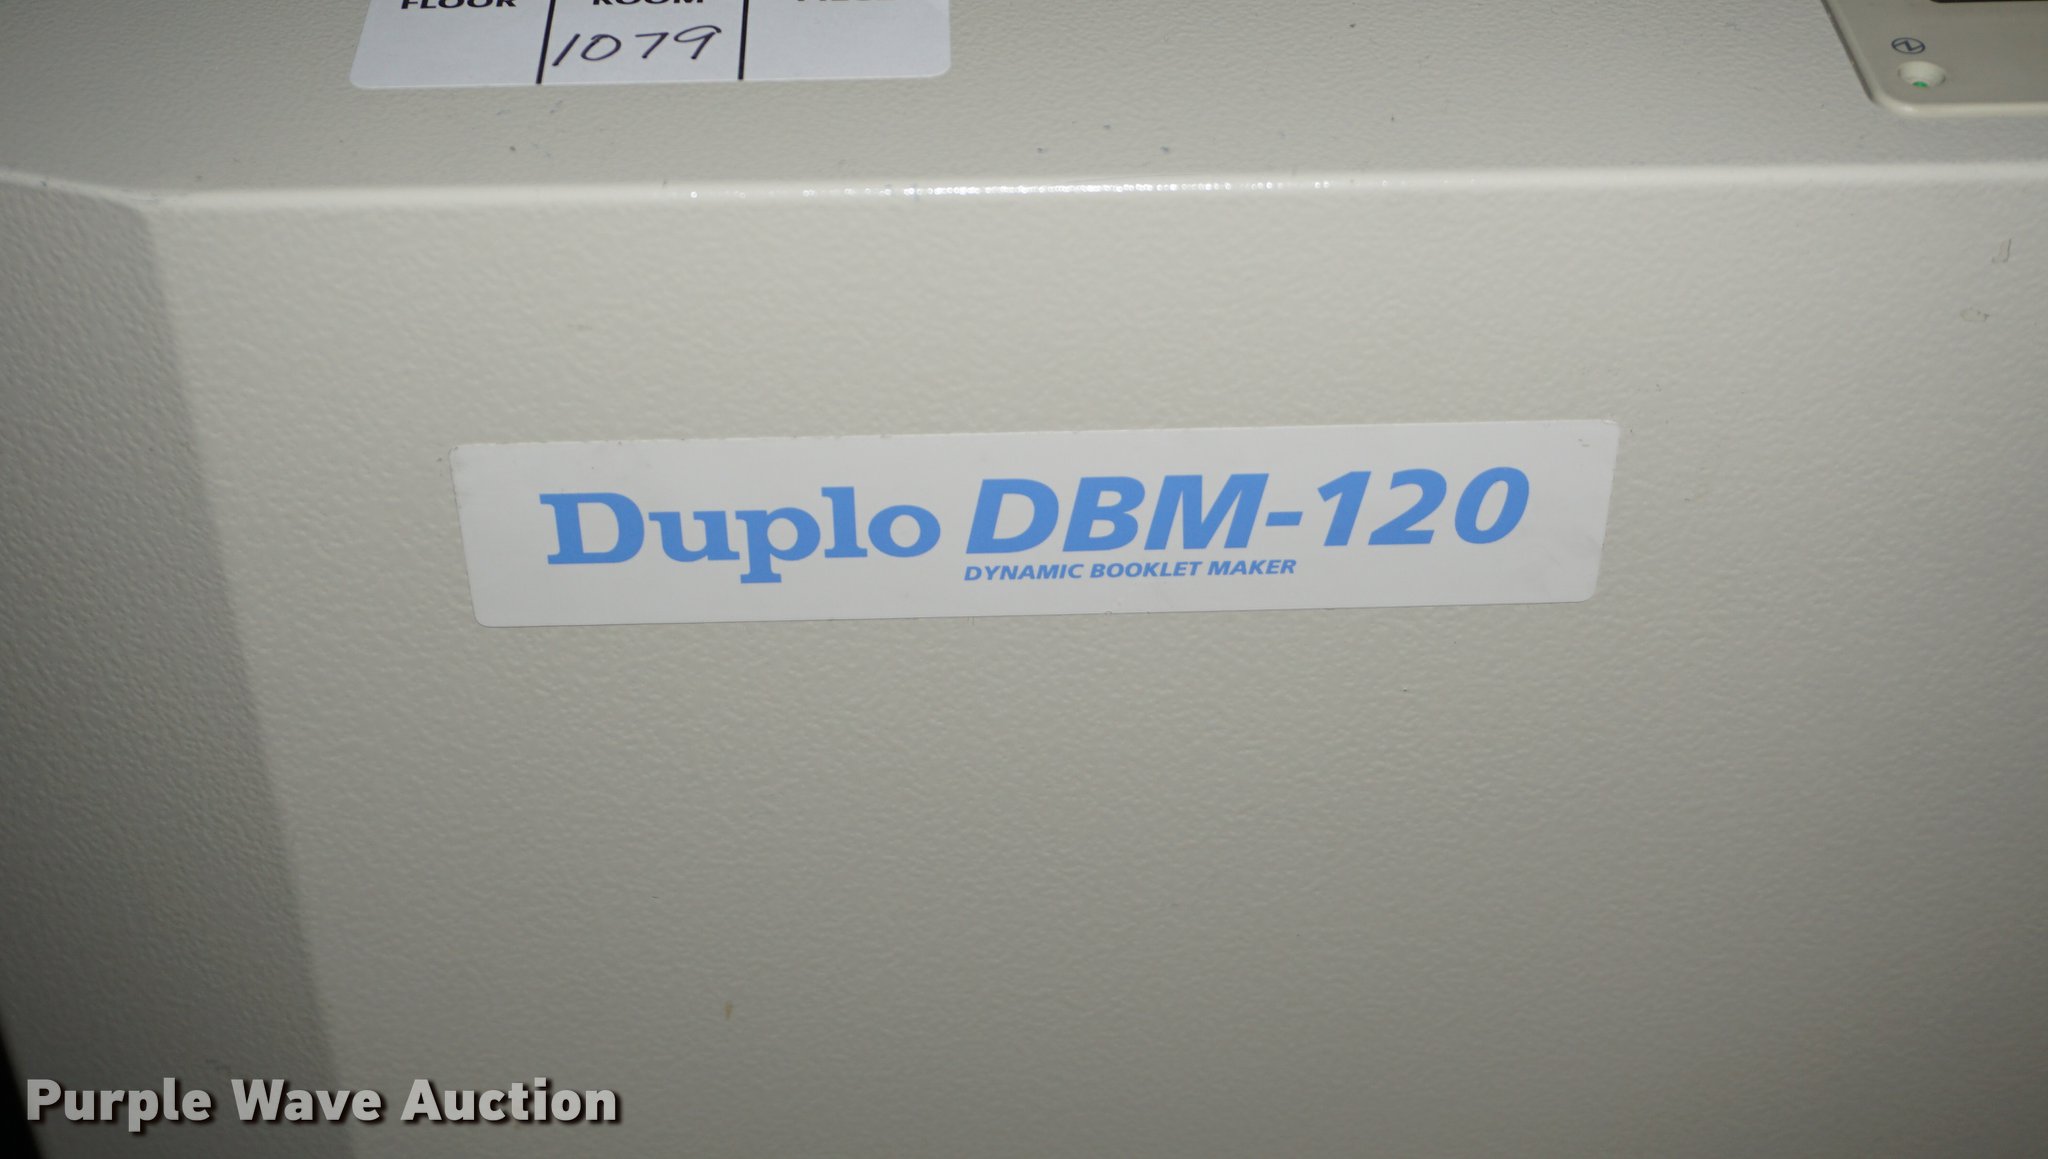 FLOOR ROOM
1079
Duplo DBM-120
DYNAMIC BOOKLET MAKER
Purple Wave Auction